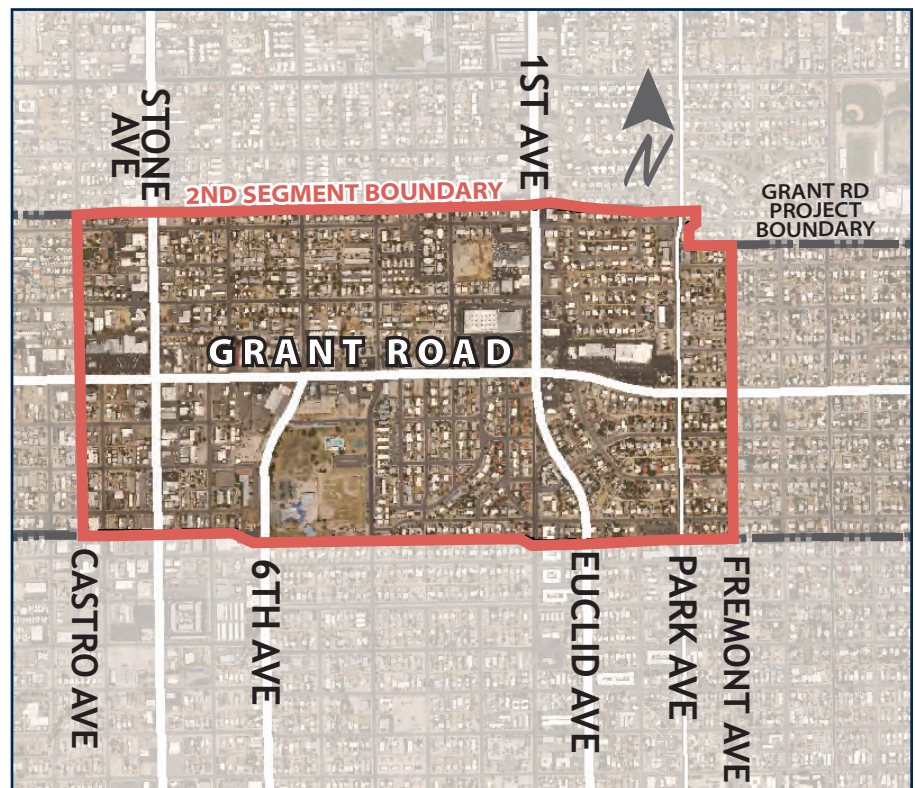 STONE
AVE
1ST AVE
N
2ND SEGMENT BOUNDARY
GRANT RD
PROJECT
BOUNDARY
GRANT ROAD
CASTRO AVE
6TH AVE
EUCLID AVE
PARK AVE
FREMONT AVE